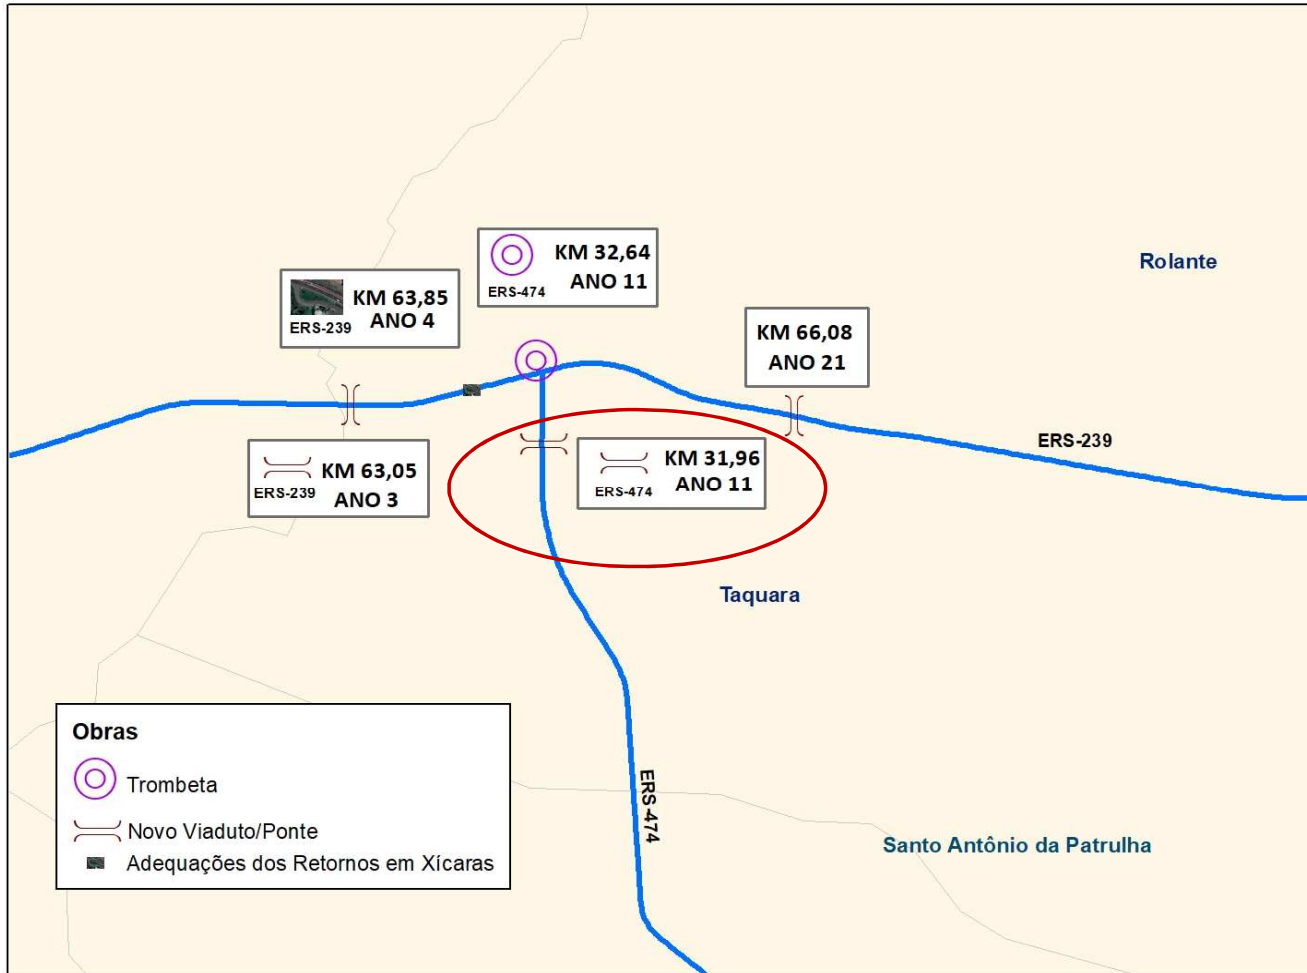 KM 32,64
ANO 11
ERS-474
Rolante
KM 63,85
ANO 4
ERS-239
KM 66,08
ANO 21
ERS-239
KM 63,05
ANO 3
ERS-239
KM 31,96
ANO 11
ERS-474
Taquara
ERS-474
Santo Antônio da Patrulha
Obras
Trombeta
Novo Viaduto/Ponte
Adequações dos Retornos em Xícaras